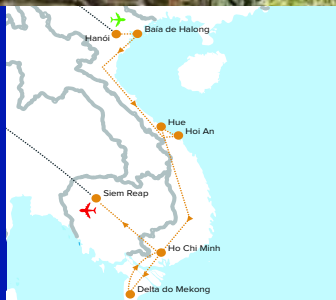 Baía de Halong
Hanói
Hue
Hoi An
Siem Reap
Ho Chi Minh
Delta do Mekong